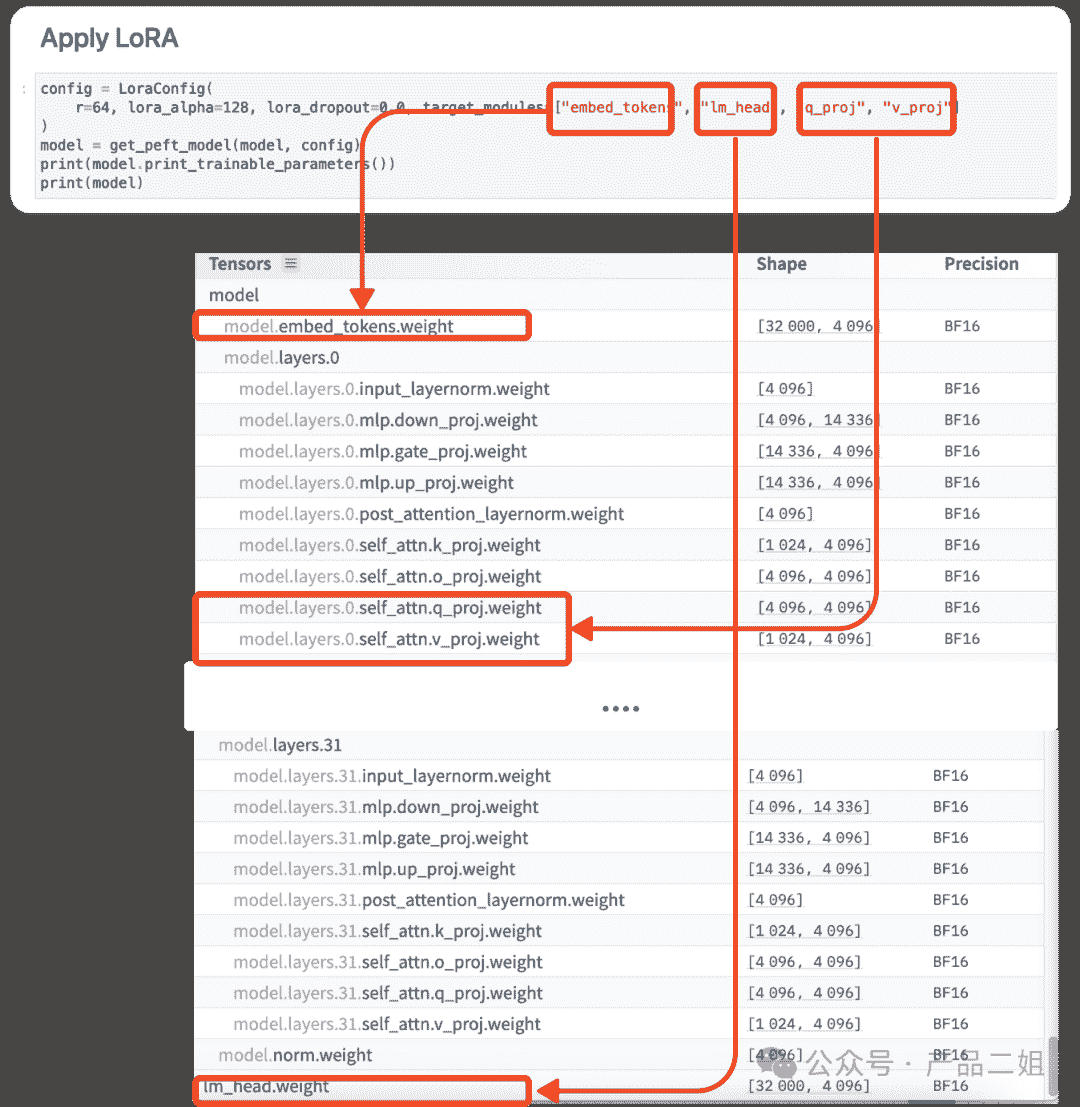 Apply LoRA
config = LoraConfig(
r=64, lora_alpha=128, lora_dropout=0.0, target_modules=["embed_tokens", "lm_head", "q_proj", "v_proj"]
)
model = get_peft_model(model, config)
print(model.print_trainable_parameters())
print(model)
Tensors Shape Precision
model
model.embed_tokens.weight [32 000, 4 096] BF16
model.layers.0
model.layers.0.input_layernorm.weight [4 096] BF16
model.layers.0.mlp.down_proj.weight [4 096, 14 336] BF16
model.layers.0.mlp.gate_proj.weight [14 336, 4 096] BF16
model.layers.0.mlp.up_proj.weight [14 336, 4 096] BF16
model.layers.0.post_attention_layernorm.weight [4 096] BF16
model.layers.0.self_attn.k_proj.weight [1 024, 4 096] BF16
model.layers.0.self_attn.o_proj.weight [4 096, 4 096] BF16
model.layers.0.self_attn.q_proj.weight [4 096, 4 096] BF16
model.layers.0.self_attn.v_proj.weight [1 024, 4 096] BF16
....
model.layers.31
model.layers.31.input_layernorm.weight [4 096] BF16
model.layers.31.mlp.down_proj.weight [4 096, 14 336] BF16
model.layers.31.mlp.gate_proj.weight [14 336, 4 096] BF16
model.layers.31.mlp.up_proj.weight [14 336, 4 096] BF16
model.layers.31.post_attention_layernorm.weight [4 096] BF16
model.layers.31.self_attn.k_proj.weight [1 024, 4 096] BF16
model.layers.31.self_attn.o_proj.weight [4 096, 4 096] BF16
model.layers.31.self_attn.q_proj.weight [4 096, 4 096] BF16
model.layers.31.self_attn.v_proj.weight [1 024, 4 096] BF16
model.norm.weight [4 096] BF16
公众号 · 产品二姐
lm_head.weight [32 000, 4 096] BF16